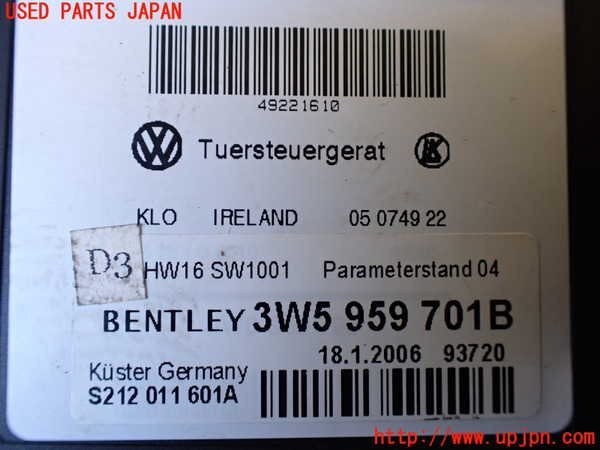 USED PARTS JAPAN
49221610
Tuersteuergerat
KLO IRELAND 05 0749 22
D3
HW16 SW1001 Parameterstand 04
BENTLEY 3W5 959 701B
18.1.2006 93720
Küster Germany
S212 011 601A
http://www.upjpn.com